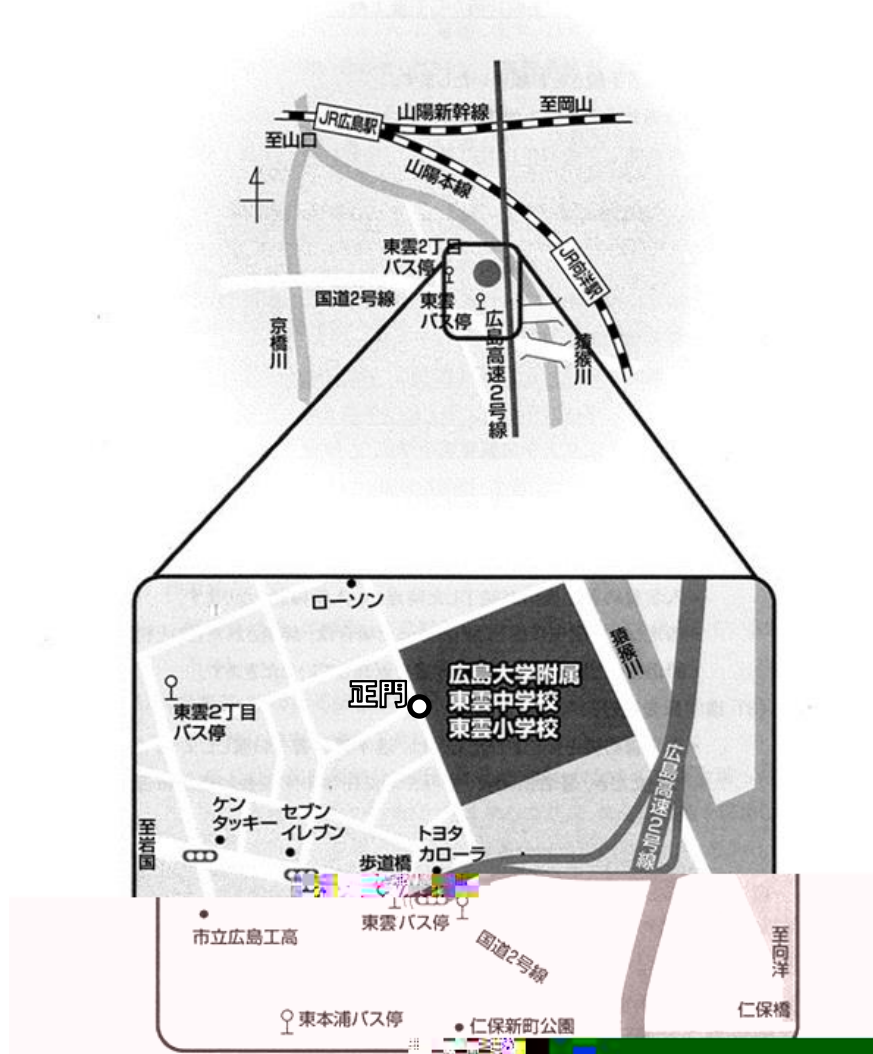 山陽新幹線
至岡山
JR広島駅
至山口
山陽本線
東雲2丁目
バス停
JR向洋駅
国道2号線
東雲
バス停
京橋川
広島高速2号線
猿猴川
ローソン
猿猴川
広島大学附属
東雲中学校
東雲小学校
正門
東雲2丁目
バス停
広島高速2号線
ケン
タッキー
セブン
イレブン
トヨタ
カローラ
至岩国
歩道橋
東雲バス停
市立広島工高
国道2号線
至向洋
仁保橋
東本浦バス停
仁保新町公園